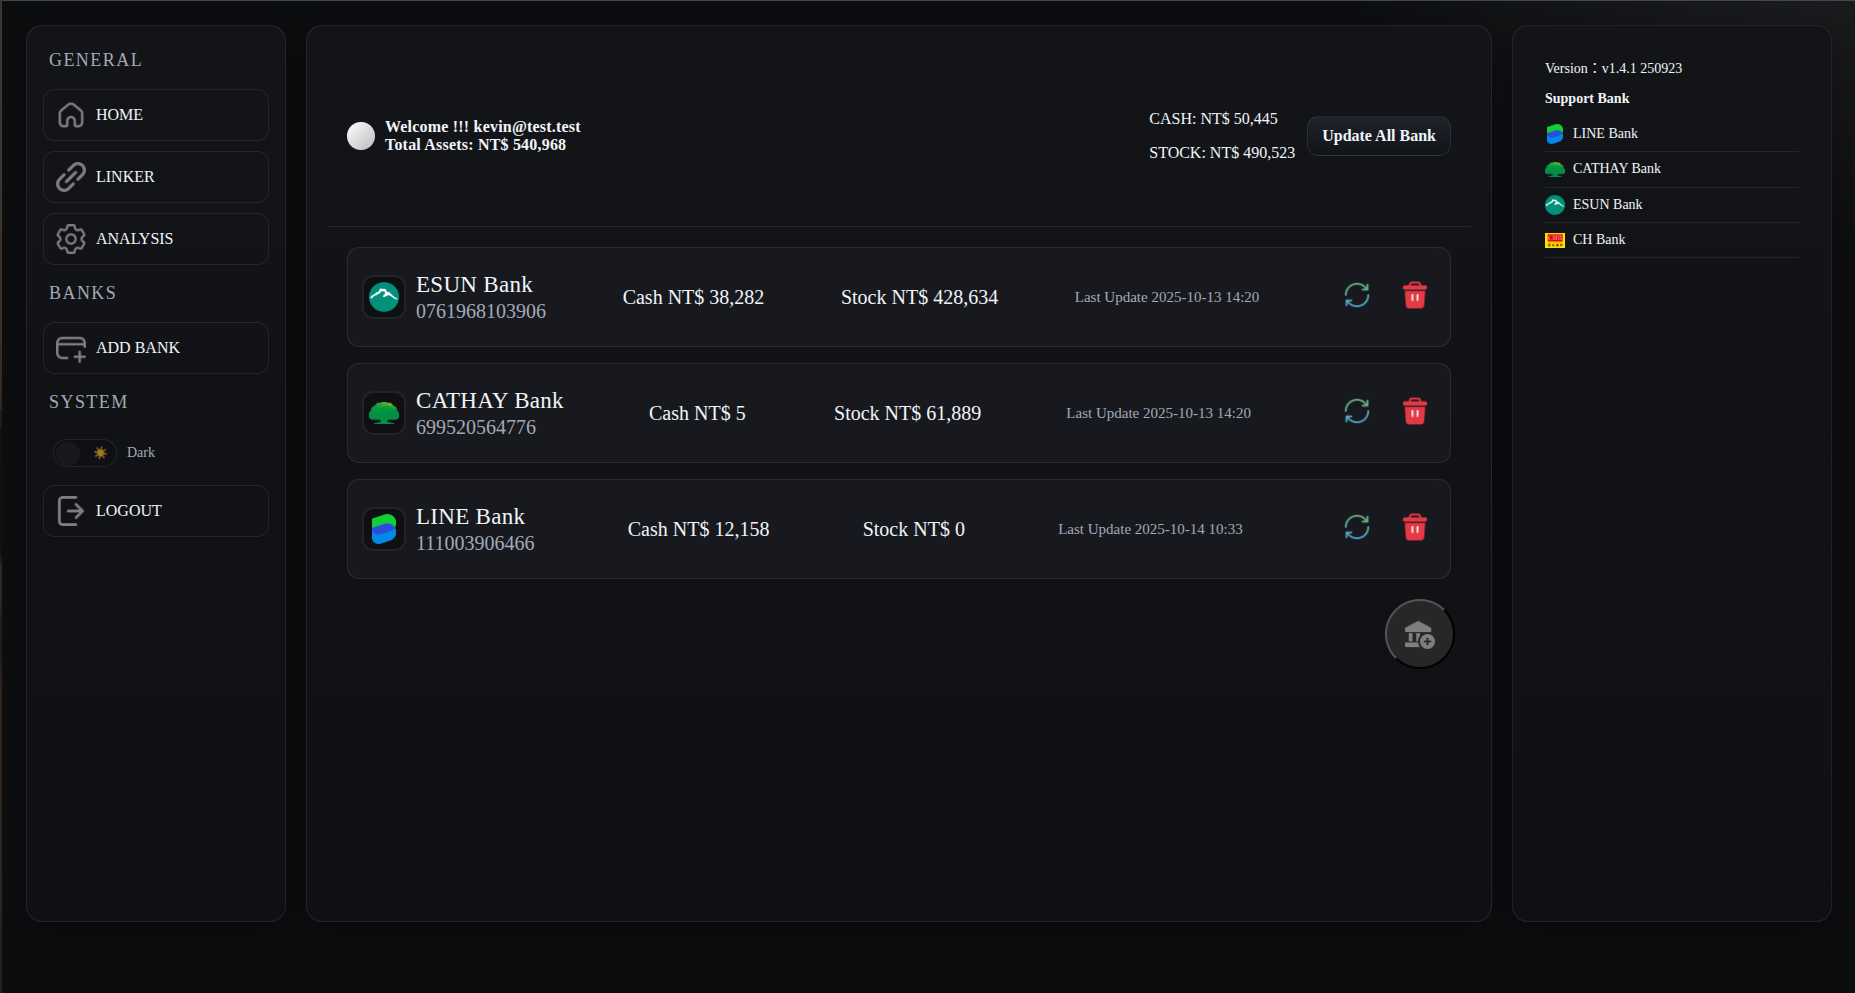 GENERAL
HOME
LINKER
ANALYSIS
BANKS
ADD BANK
SYSTEM
Dark
LOGOUT
Welcome !!! kevin@test.test
Total Assets: NT$ 540,968
CASH: NT$ 50,445
STOCK: NT$ 490,523
Update All Bank
ESUN Bank
0761968103906
Cash NT$ 38,282
Stock NT$ 428,634
Last Update 2025-10-13 14:20
CATHAY Bank
699520564776
Cash NT$ 5
Stock NT$ 61,889
Last Update 2025-10-13 14:20
LINE Bank
111003906466
Cash NT$ 12,158
Stock NT$ 0
Last Update 2025-10-14 10:33
Version：v1.4.1 250923
Support Bank
LINE Bank
CATHAY Bank
ESUN Bank
CH Bank